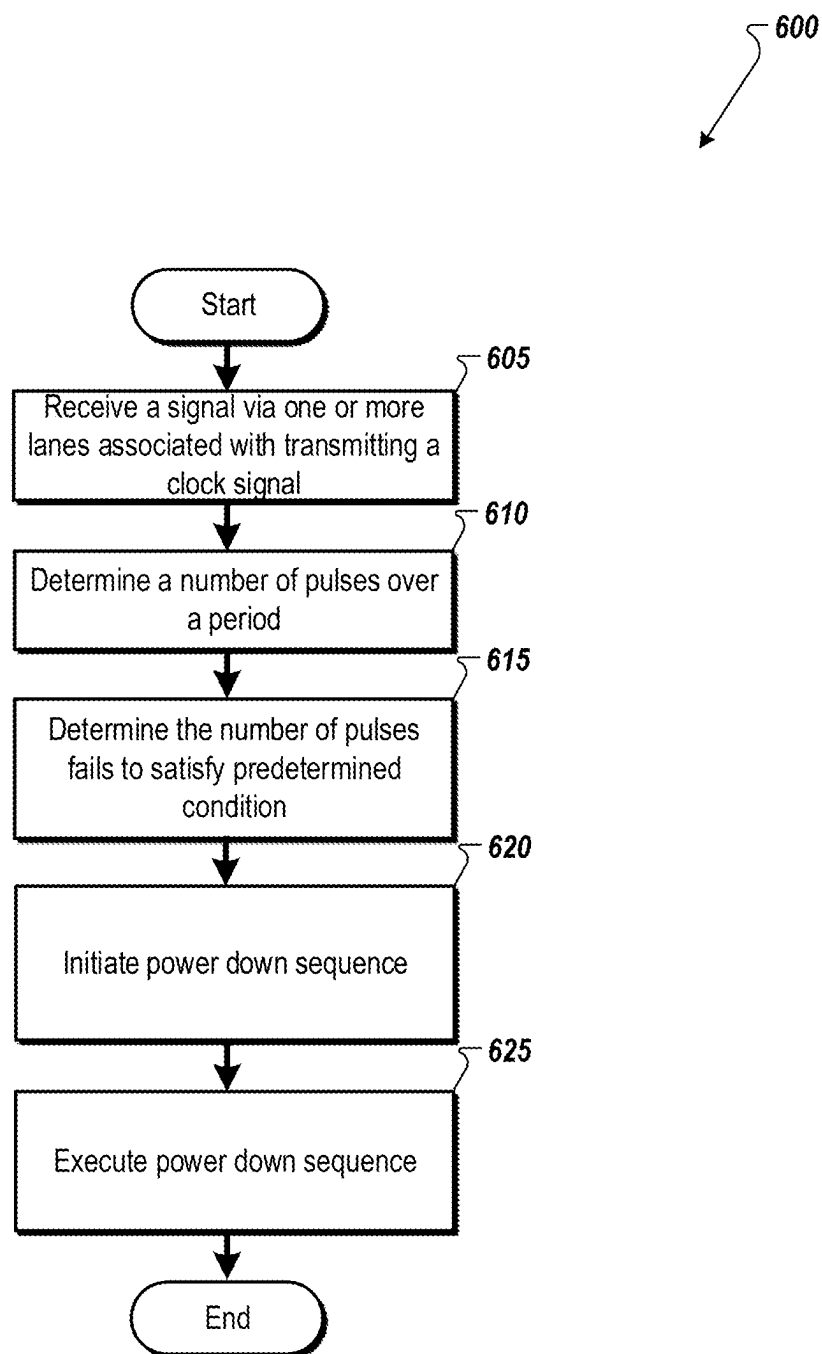 600
Start
605
Receive a signal via one or more
lanes associated with transmitting a
clock signal
610
Determine a number of pulses over
a period
615
Determine the number of pulses
fails to satisfy predetermined
condition
620
Initiate power down sequence
625
Execute power down sequence
End